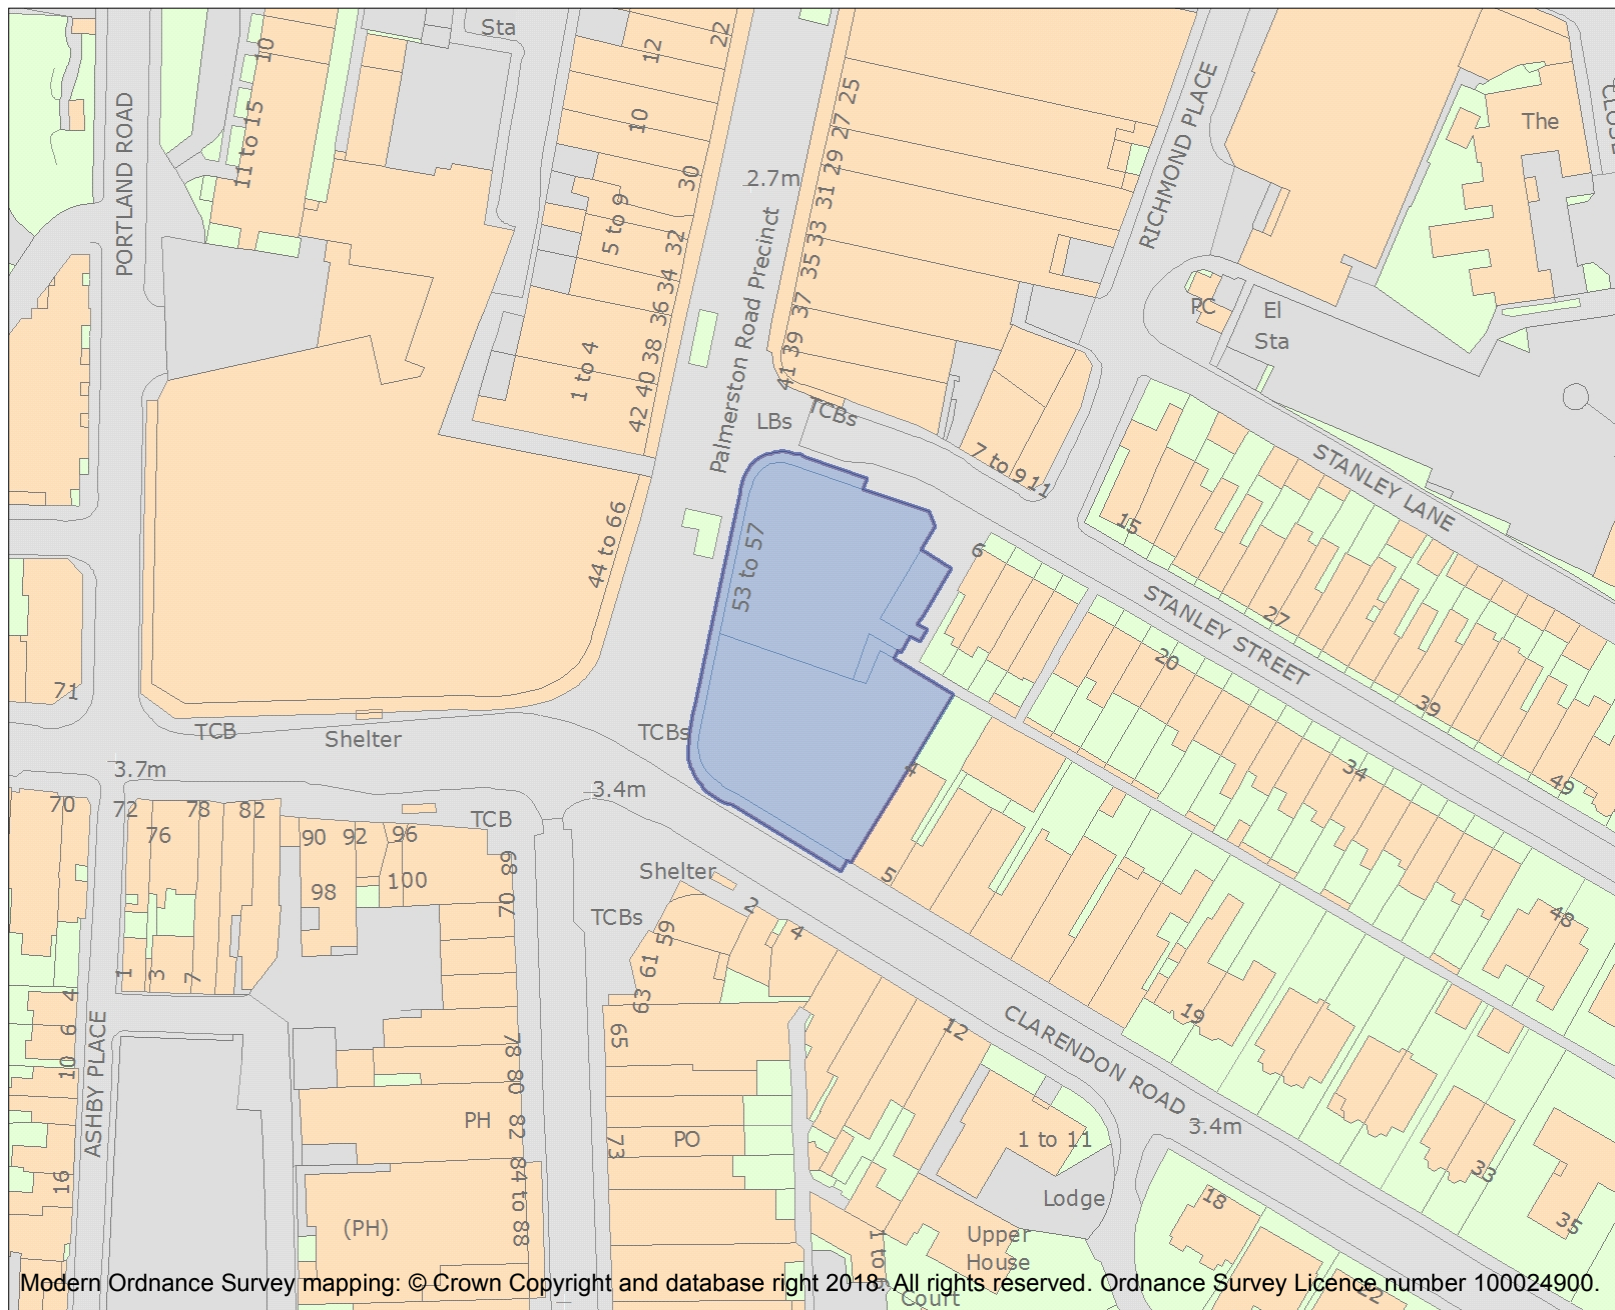 Sta
22
12
10
PORTLAND ROAD
11 to 15
10
30
2.7m
25
27
29
31
33
35
37
39
41
RICHMOND PLACE
The
5 to 9
32
34
36
38
40
42
1 to 4
Palmerston Road Precinct
PC
El
Sta
LBs
TCBs
7 to 9
11
STANLEY LANE
15
44 to 66
53 to 57
6
27
STANLEY STREET
20
39
71
TCB
Shelter
TCBs
3.7m
3.4m
4
34
49
70
72
76
78
82
90
92
96
98
100
TCB
68
70
Shelter
5
2
4
TCBs
59
61
63
48
1
3
7
4
6
10
16
ASHBY PLACE
65
12
CLARENDON ROAD
19
3.4m
78
80
82
84 to 88
PH
73
PO
1 to 11
Lodge
18
33
35
(PH)
Upper
House
1 to 6
Court
22
Modern Ordnance Survey mapping: © Crown Copyright and database right 2018. All rights reserved. Ordnance Survey Licence number 100024900.